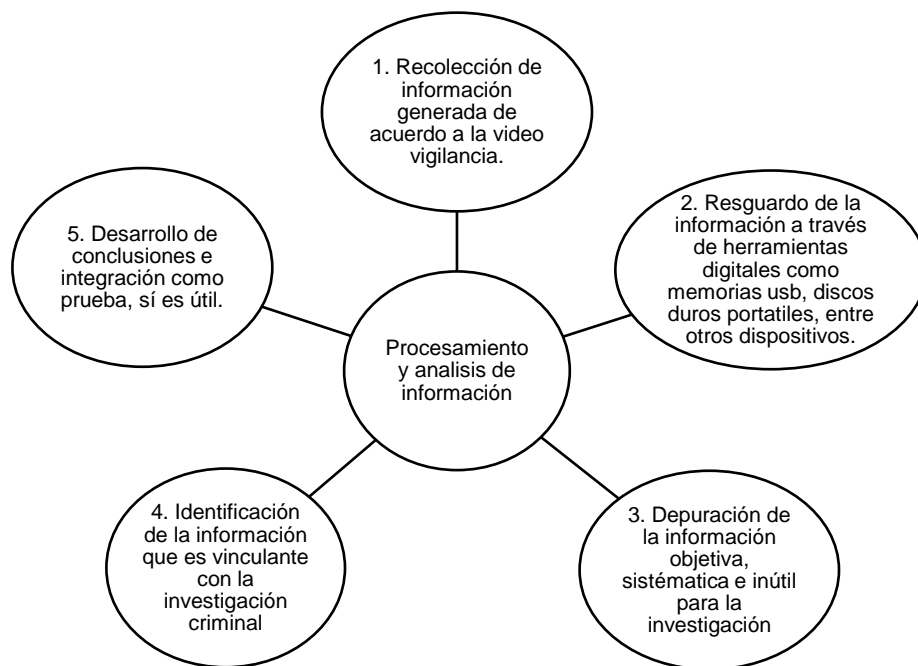 1. Recolección de
información
generada de
acuerdo a la video
vigilancia.
2. Resguardo de la
información a través
de herramientas
digitales como
memorias usb, discos
duros portatiles, entre
otros dispositivos.
3. Depuración de
la información
objetiva,
sistématica e inútil
para la
investigación
4. Identificación
de la información
que es vinculante
con la
investigación
criminal
5. Desarrollo de
conclusiones e
integración como
prueba, sí es útil.
Procesamiento
y analisis de
información